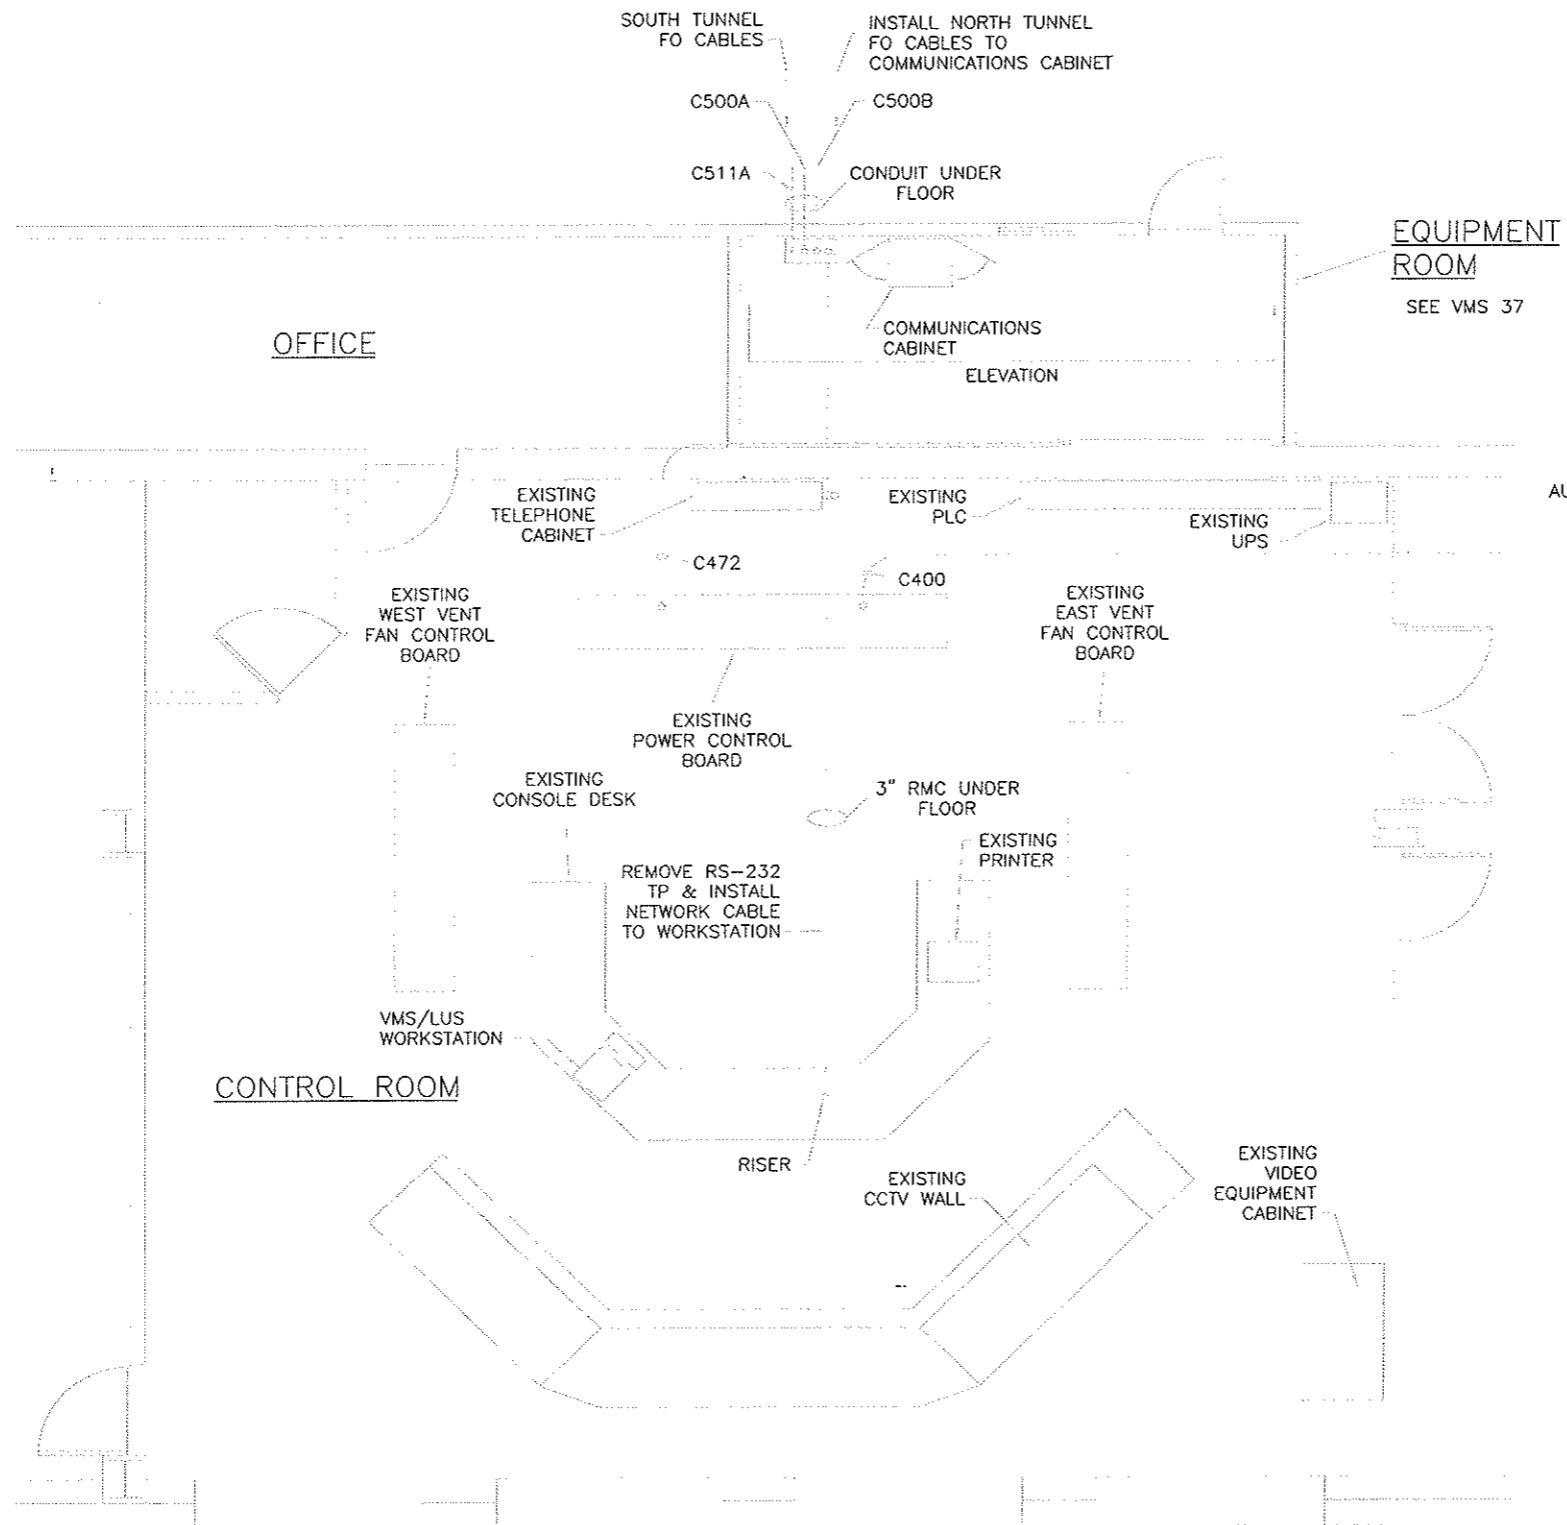 SOUTH TUNNEL
FO CABLES
INSTALL NORTH TUNNEL
FO CABLES TO
COMMUNICATIONS CABINET
C500A
C500B
C511A
CONDUIT UNDER
FLOOR
EQUIPMENT
ROOM
SEE VMS 37
OFFICE
COMMUNICATIONS
CABINET
ELEVATION
EXISTING
TELEPHONE
CABINET
EXISTING
PLC
EXISTING
UPS
AU
C472
C400
EXISTING
WEST VENT
FAN CONTROL
BOARD
EXISTING
EAST VENT
FAN CONTROL
BOARD
EXISTING
POWER CONTROL
BOARD
EXISTING
CONSOLE DESK
3" RMC UNDER
FLOOR
EXISTING
PRINTER
REMOVE RS-232
TP & INSTALL
NETWORK CABLE
TO WORKSTATION
VMS/LUS
WORKSTATION
CONTROL ROOM
RISER
EXISTING
CCTV WALL
EXISTING
VIDEO
EQUIPMENT
CABINET